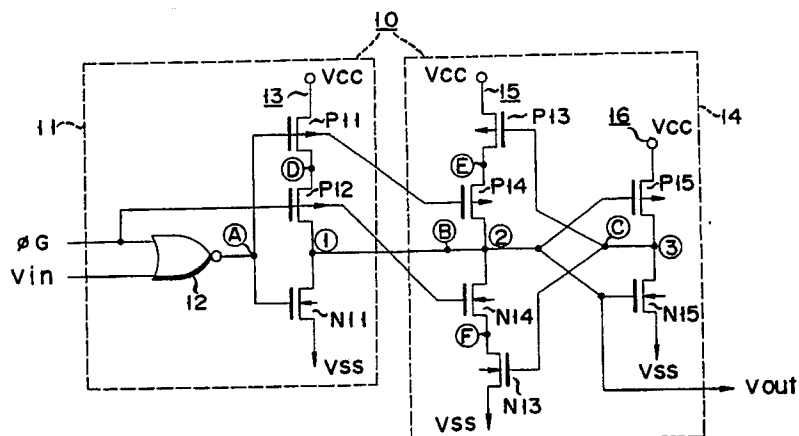 10
VCC
13
P11
11
D
P12
A
1
øG
Vin
12
N11
VSS
VCC
15
P13
E
P14
B
2
N14
F
N13
VSS
16
VCC
14
P15
C
3
N15
VSS
Vout